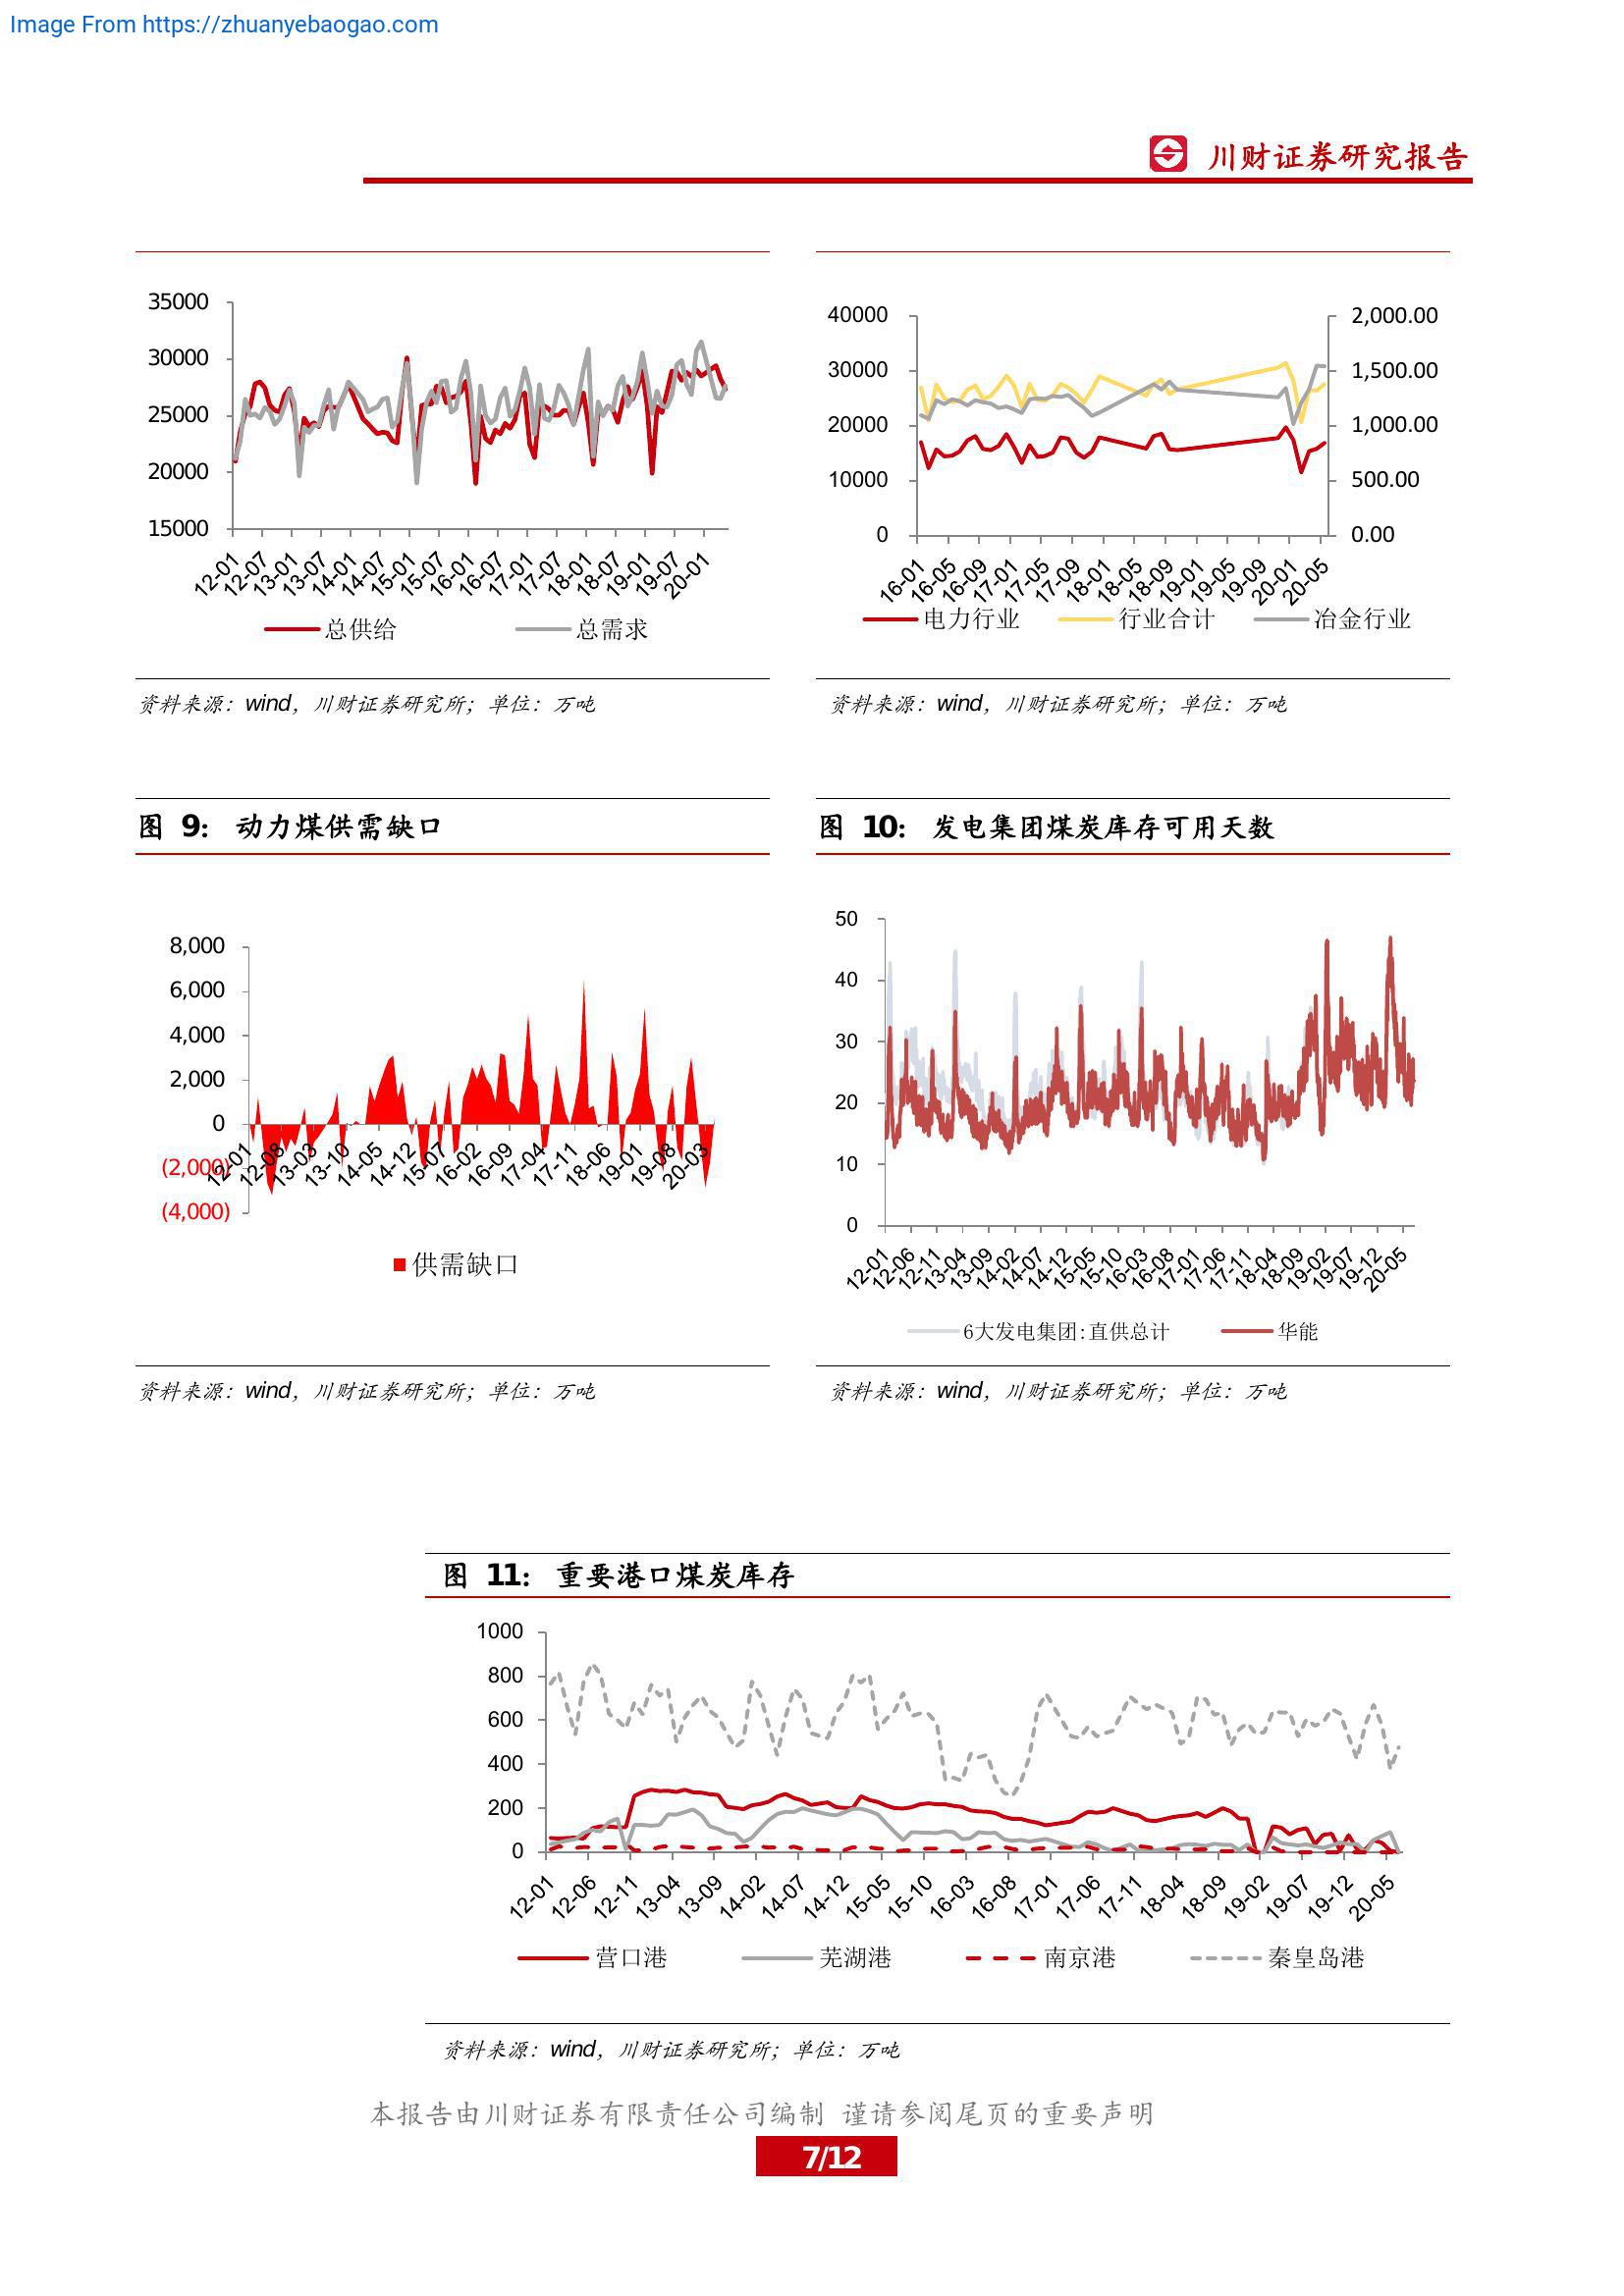 Image From https://zhuanyebaogao.com
川财证券研究报告
35000
30000
25000
20000
15000
12-01 12-07 13-01 13-07 14-01 14-07 15-01 15-07 16-01 16-07 17-01 17-07 18-01 18-07 19-01 19-07 20-01
总供给 总需求
40000
30000
20000
10000
0
2,000.00
1,500.00
1,000.00
500.00
0.00
16-01 16-05 16-09 17-01 17-05 17-09 18-01 18-05 18-09 19-01 19-05 19-09 20-01 20-05
电力行业 行业合计 冶金行业
资料来源：wind，川财证券研究所；单位：万吨
资料来源：wind，川财证券研究所；单位：万吨
图 9： 动力煤供需缺口
8,000
6,000
4,000
2,000
0
(2,000)
(4,000)
12-01 12-08 13-03 13-10 14-05 14-12 15-07 16-02 16-09 17-04 17-11 18-06 19-01 19-08 20-03
供需缺口
资料来源：wind，川财证券研究所；单位：万吨
图 10： 发电集团煤炭库存可用天数
50
40
30
20
10
0
12-01 12-06 12-11 13-04 13-09 14-02 14-07 14-12 15-05 15-10 16-03 16-08 17-01 17-06 17-11 18-04 18-09 19-02 19-07 19-12 20-05
6大发电集团:直供总计 华能
资料来源：wind，川财证券研究所；单位：万吨
图 11： 重要港口煤炭库存
1000
800
600
400
200
0
12-01 12-06 12-11 13-04 13-09 14-02 14-07 14-12 15-05 15-10 16-03 16-08 17-01 17-06 17-11 18-04 18-09 19-02 19-07 19-12 20-05
营口港 芜湖港 南京港 秦皇岛港
资料来源：wind，川财证券研究所；单位：万吨
本报告由川财证券有限责任公司编制 谨请参阅尾页的重要声明
7/12